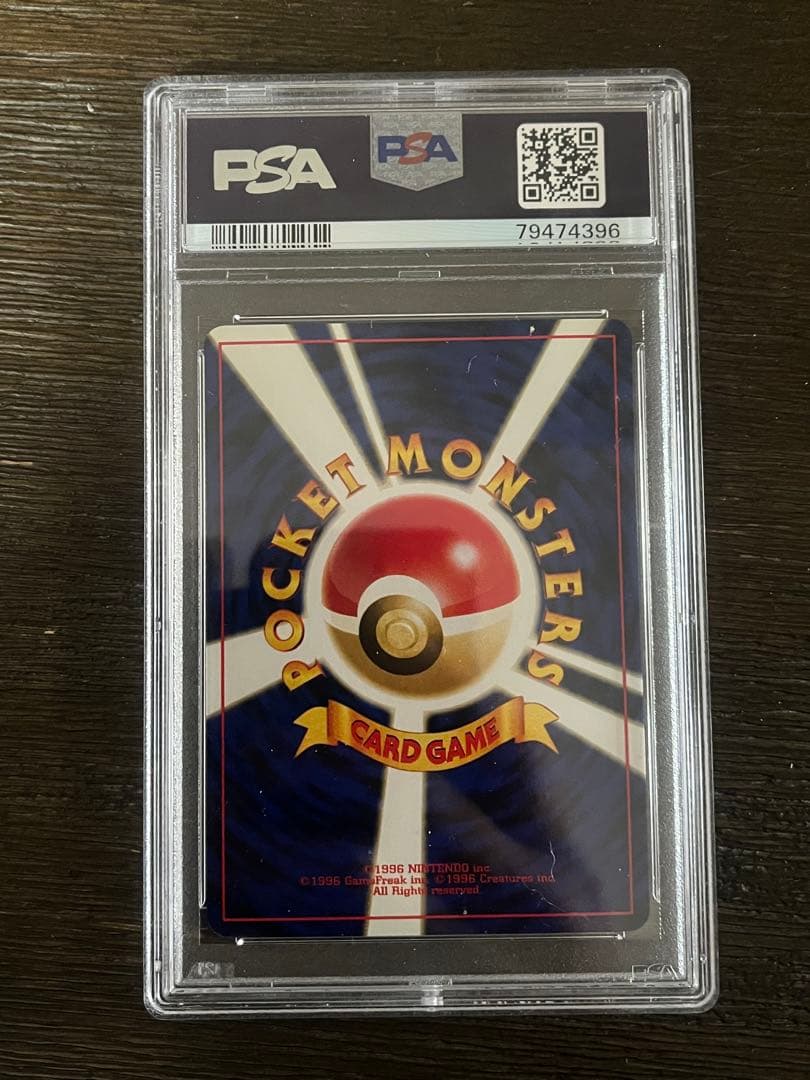 PSA
PSA
79474396
POCKET MONSTERS
CARD GAME
©1996 NINTENDO inc.
©1996 GameFreak inc. ©1996 Creatures inc.
All Rights reserved.
PSA